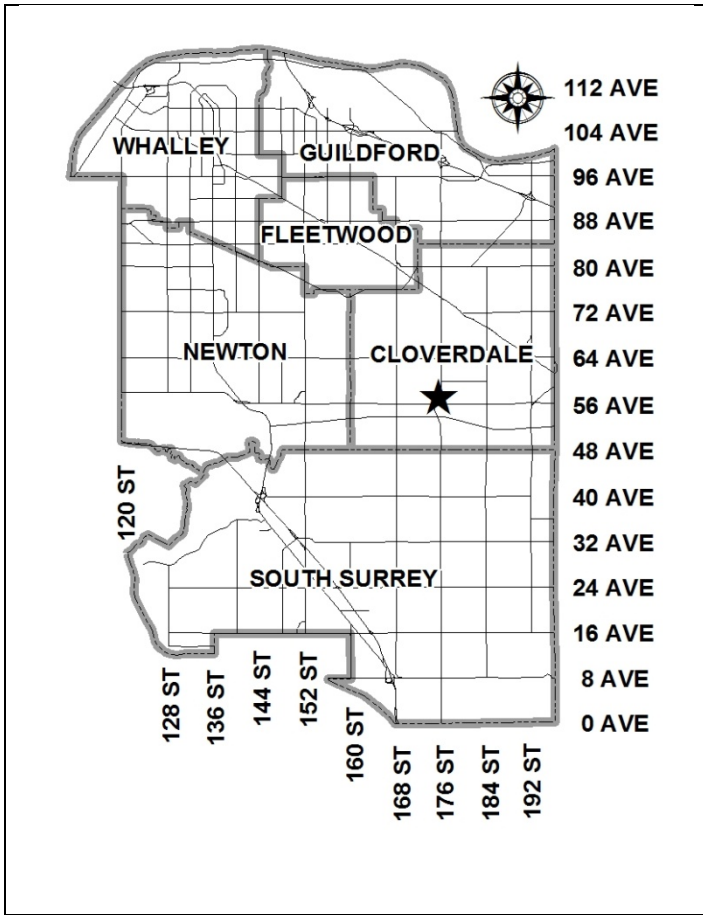 112 AVE
104 AVE
WHALLEY
GUILDFORD
96 AVE
88 AVE
FLEETWOOD
80 AVE
72 AVE
NEWTON
CLOVERDALE
64 AVE
56 AVE
48 AVE
120 ST
40 AVE
32 AVE
SOUTH SURREY
24 AVE
16 AVE
128 ST
136 ST
144 ST
152 ST
160 ST
8 AVE
0 AVE
168 ST
176 ST
184 ST
192 ST